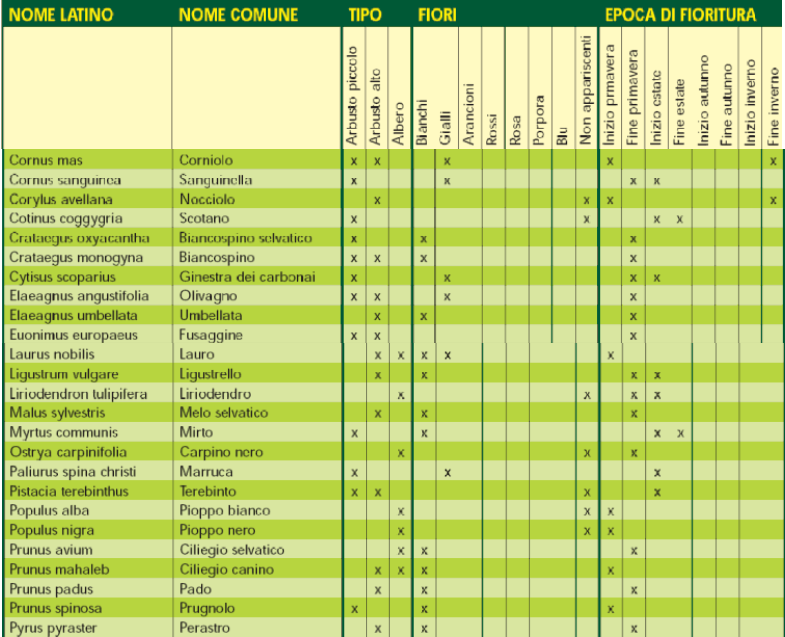 NOME LATINO NOME COMUNE TIPO FIORI EPOCA DI FIORITURA
Arbusto piccolo Arbusto alto Albero Bianchi Gialli Arancioni Rossi Rosa Porpora Blu Non appariscenti Inizio prmavera Fine primavera Inizio estate Fine estate Inizio autunno Fine autunno Inizio inverno Fine inverno
Cornus mas Corniolo x x x x x
Cornus sanguinea Sanguinella x x x x
Corylus avellana Nocciolo x x x x
Cotinus coggygria Scotano x x x x
Crataegus oxyacantha Biancospino selvatico x x x
Crataegus monogyna Biancospino x x x x
Cytisus scoparius Ginestra dei carbonai x x x x
Elaeagnus angustifolia Olivagno x x x x
Elaeagnus umbellata Umbellata x x x
Euonimus europaeus Fusaggine x x x
Laurus nobilis Lauro x x x x x
Ligustrum vulgare Ligustrello x x x x
Liriodendron tulipifera Liriodendro x x x x
Malus sylvestris Melo selvatico x x x
Myrtus communis Mirto x x x x
Ostrya carpinifolia Carpino nero x x x
Paliurus spina christi Marruca x x x
Pistacia terebinthus Terebinto x x x x
Populus alba Pioppo bianco x x x
Populus nigra Pioppo nero x x x
Prunus avium Ciliegio selvatico x x x
Prunus mahaleb Ciliegio canino x x x x
Prunus padus Pado x x x
Prunus spinosa Prugnolo x x x
Pyrus pyraster Perastro x x x